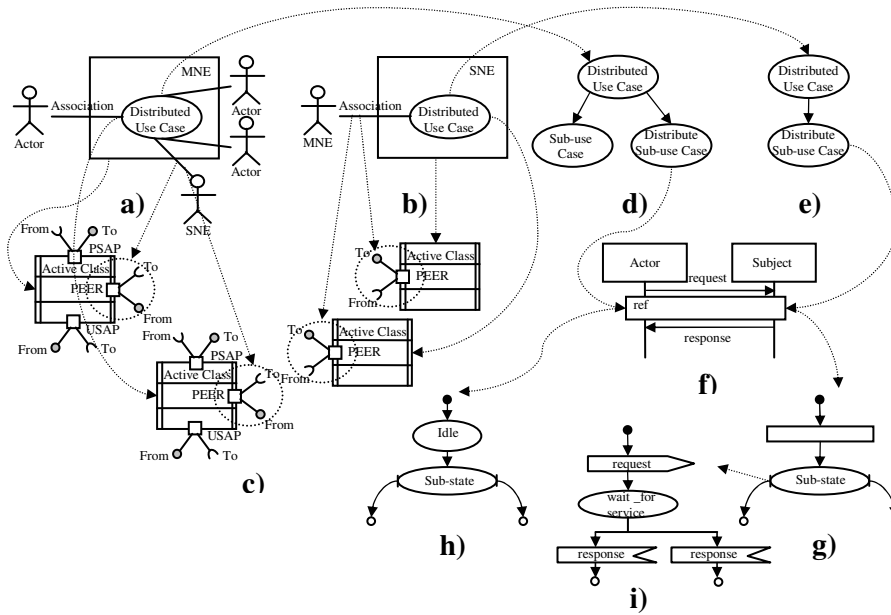 MNE
Association
Distributed
Use Case
Actor
Actor
Actor
SNE
a)
SNE
Association
Distributed
Use Case
MNE
b)
Distributed
Use Case
Sub-use
Case
Distribute
Sub-use Case
d)
Distributed
Use Case
Distribute
Sub-use Case
e)
From
To
PSAP
Active Class
PEER
To
From
USAP
From
To
From
To
PSAP
Active Class
PEER
To
From
USAP
From
To
c)
To
Active Class
PEER
From
To
Active Class
PEER
From
Actor
Subject
request
ref
response
f)
Idle
Sub-state
h)
request
wait _for
service
response
response
i)
Sub-state
g)